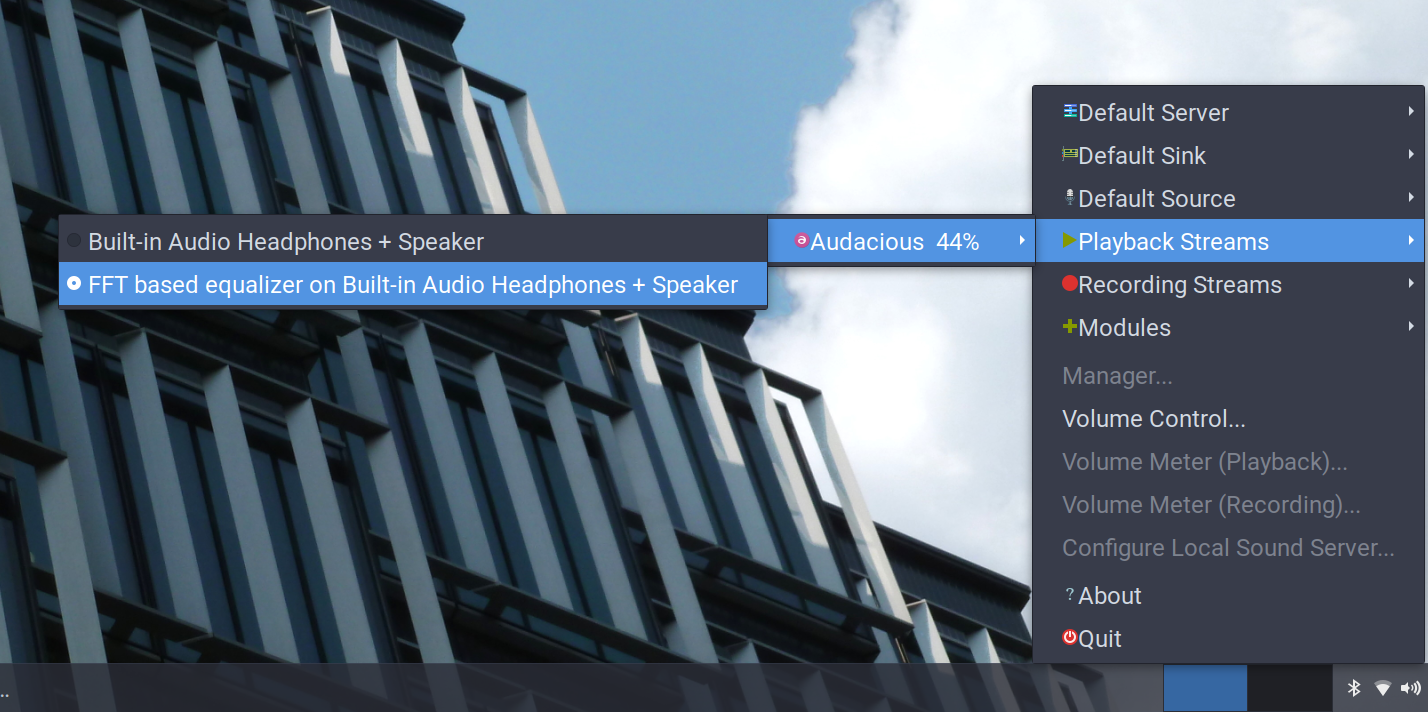 Default Server
Default Sink
Default Source
Built-in Audio Headphones + Speaker
Audacious 44%
Playback Streams
FFT based equalizer on Built-in Audio Headphones + Speaker
Recording Streams
Modules
Manager...
Volume Control...
Volume Meter (Playback)...
Volume Meter (Recording)...
Configure Local Sound Server...
? About
Quit
..